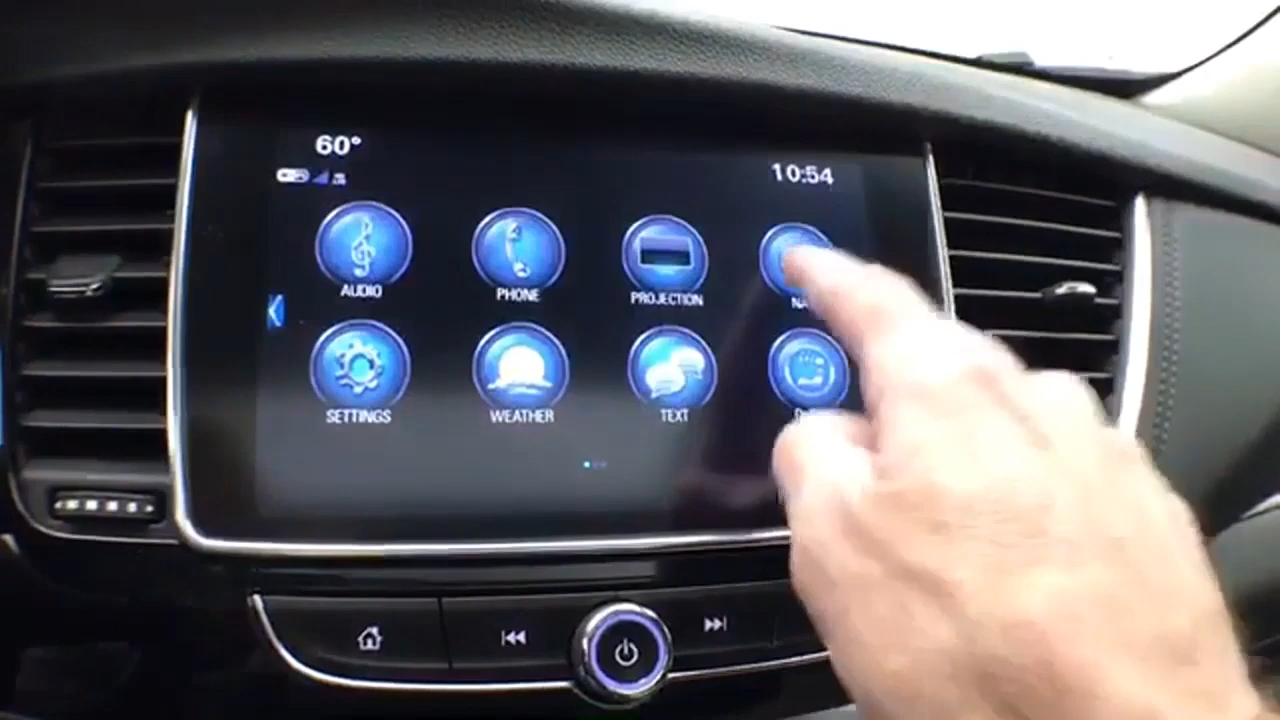 60°
10:54
AUDIO
PHONE
PROJECTION
SETTINGS
WEATHER
TEXT